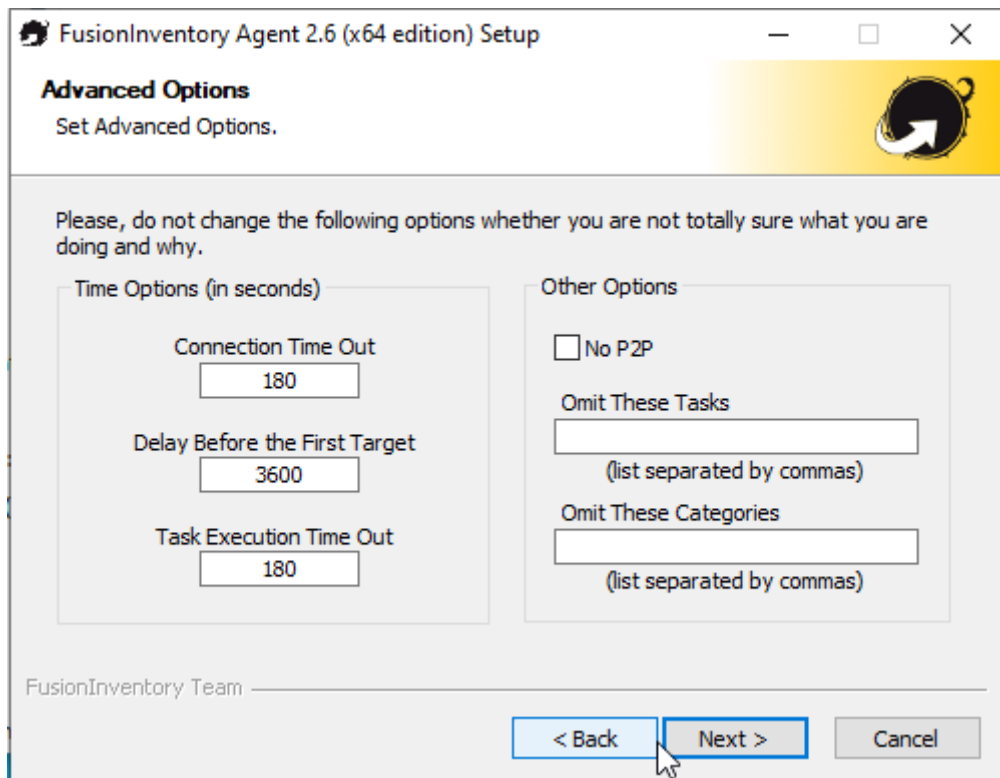 FusionInventory Agent 2.6 (x64 edition) Setup
Advanced Options
Set Advanced Options.
Please, do not change the following options whether you are not totally sure what you are
doing and why.
Time Options (in seconds)
Connection Time Out
180
Delay Before the First Target
3600
Task Execution Time Out
180
Other Options
No P2P
Omit These Tasks
(list separated by commas)
Omit These Categories
(list separated by commas)
FusionInventory Team
< Back
Next >
Cancel